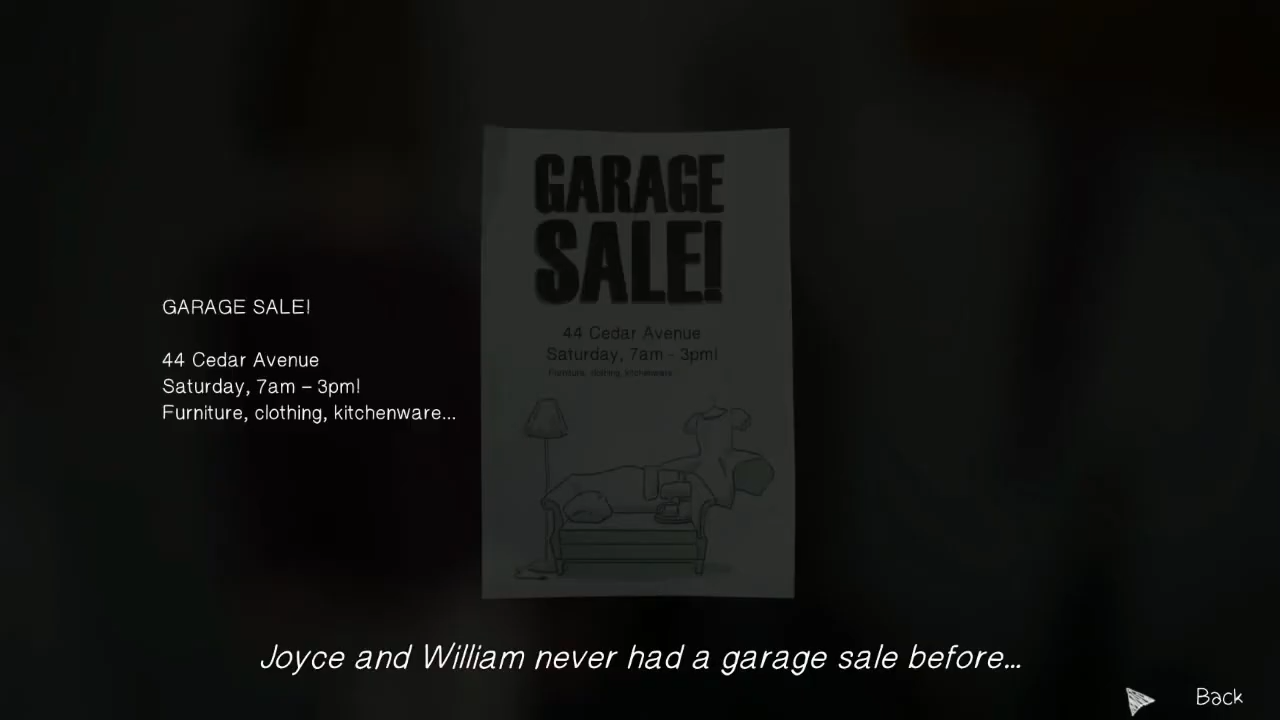 GARAGE
SALE!
44 Cedar Avenue
Saturday, 7am - 3pm!
Furniture, clothing, kitchenware
GARAGE SALE!
44 Cedar Avenue
Saturday, 7am – 3pm!
Furniture, clothing, kitchenware...
Joyce and William never had a garage sale before...
Back